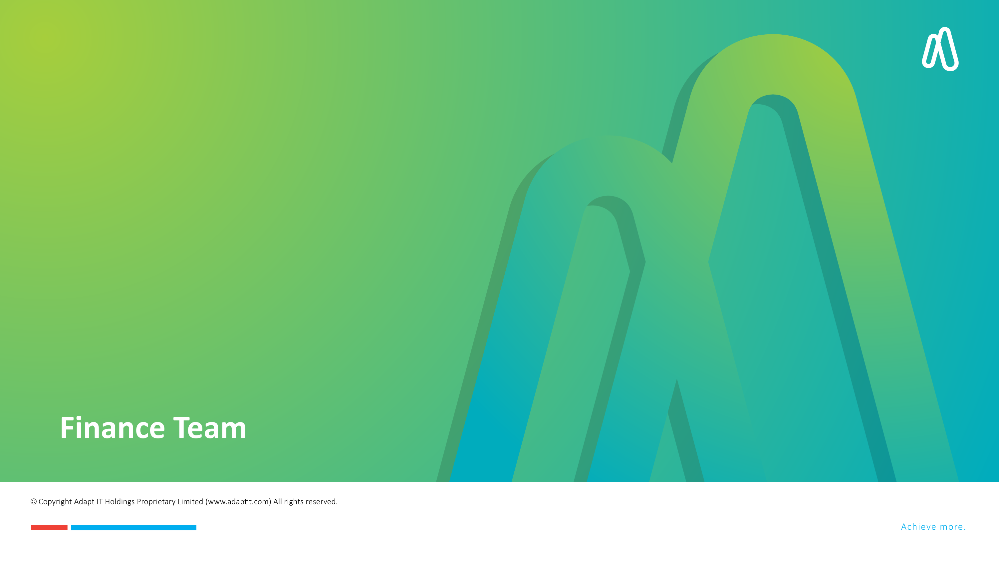 Finance Team
© Copyright Adapt IT Holdings Proprietary Limited (www.adaptit.com) All rights reserved.
Achieve more.